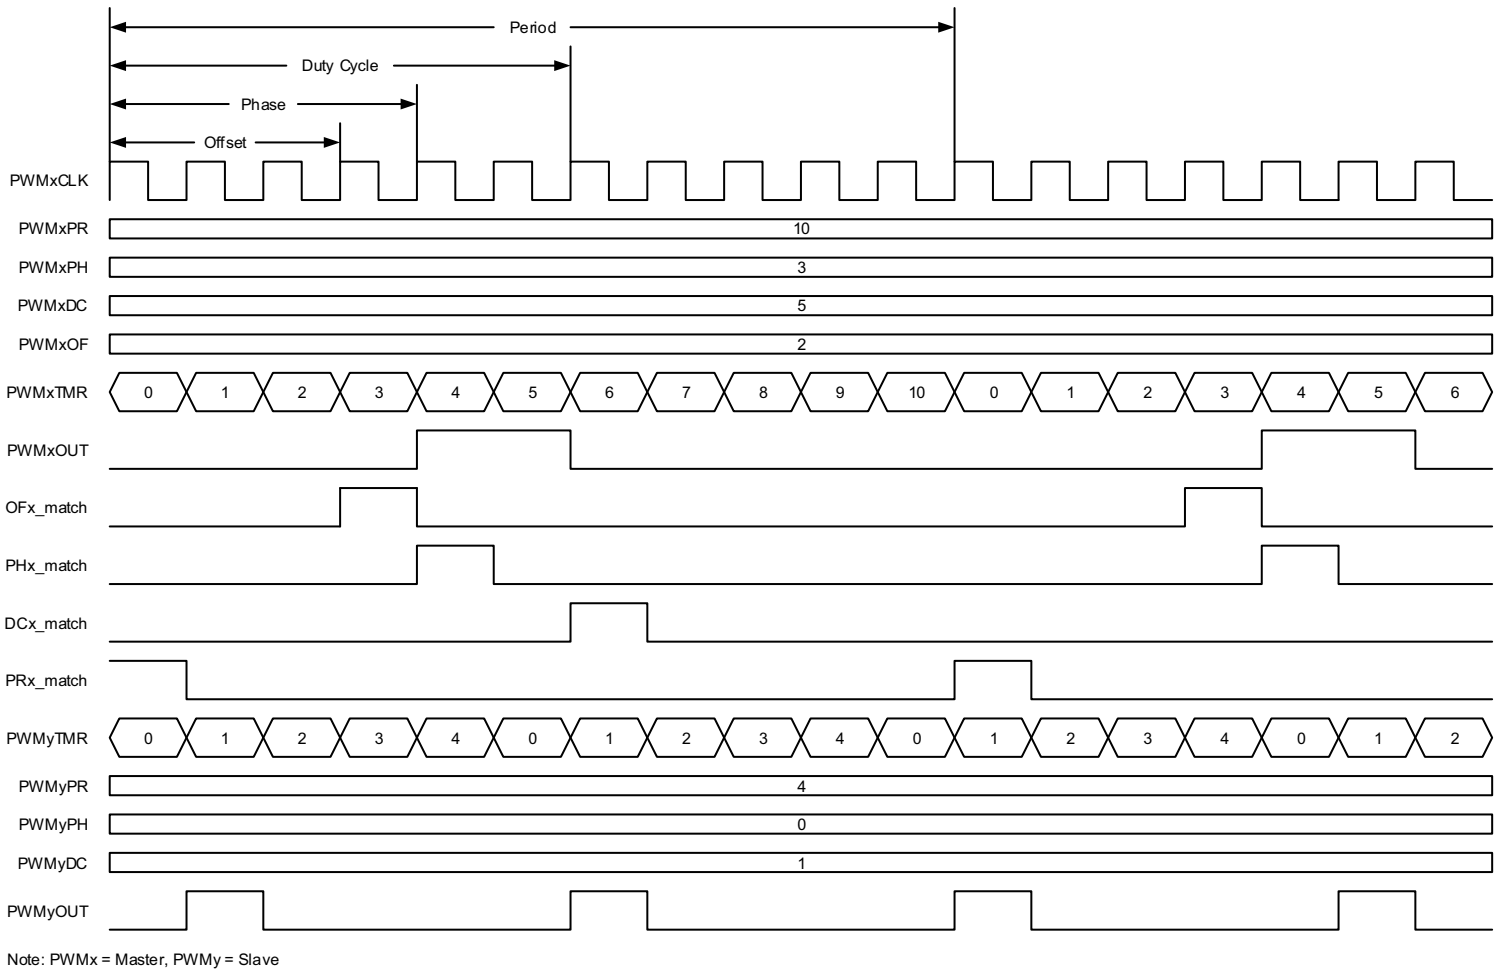 Period
Duty Cycle
Phase
Offset
PWMxCLK
PWMxPR 10
PWMxPH 3
PWMxDC 5
PWMxOF 2
PWMxTMR 0 1 2 3 4 5 6 7 8 9 10 0 1 2 3 4 5 6
PWMxOUT
OFx_match
PHx_match
DCx_match
PRx_match
PWMyTMR 0 1 2 3 4 0 1 2 3 4 0 1 2 3 4 0 1 2
PWMyPR 4
PWMyPH 0
PWMyDC 1
PWMyOUT
Note: PWMx = Master, PWMy = Slave